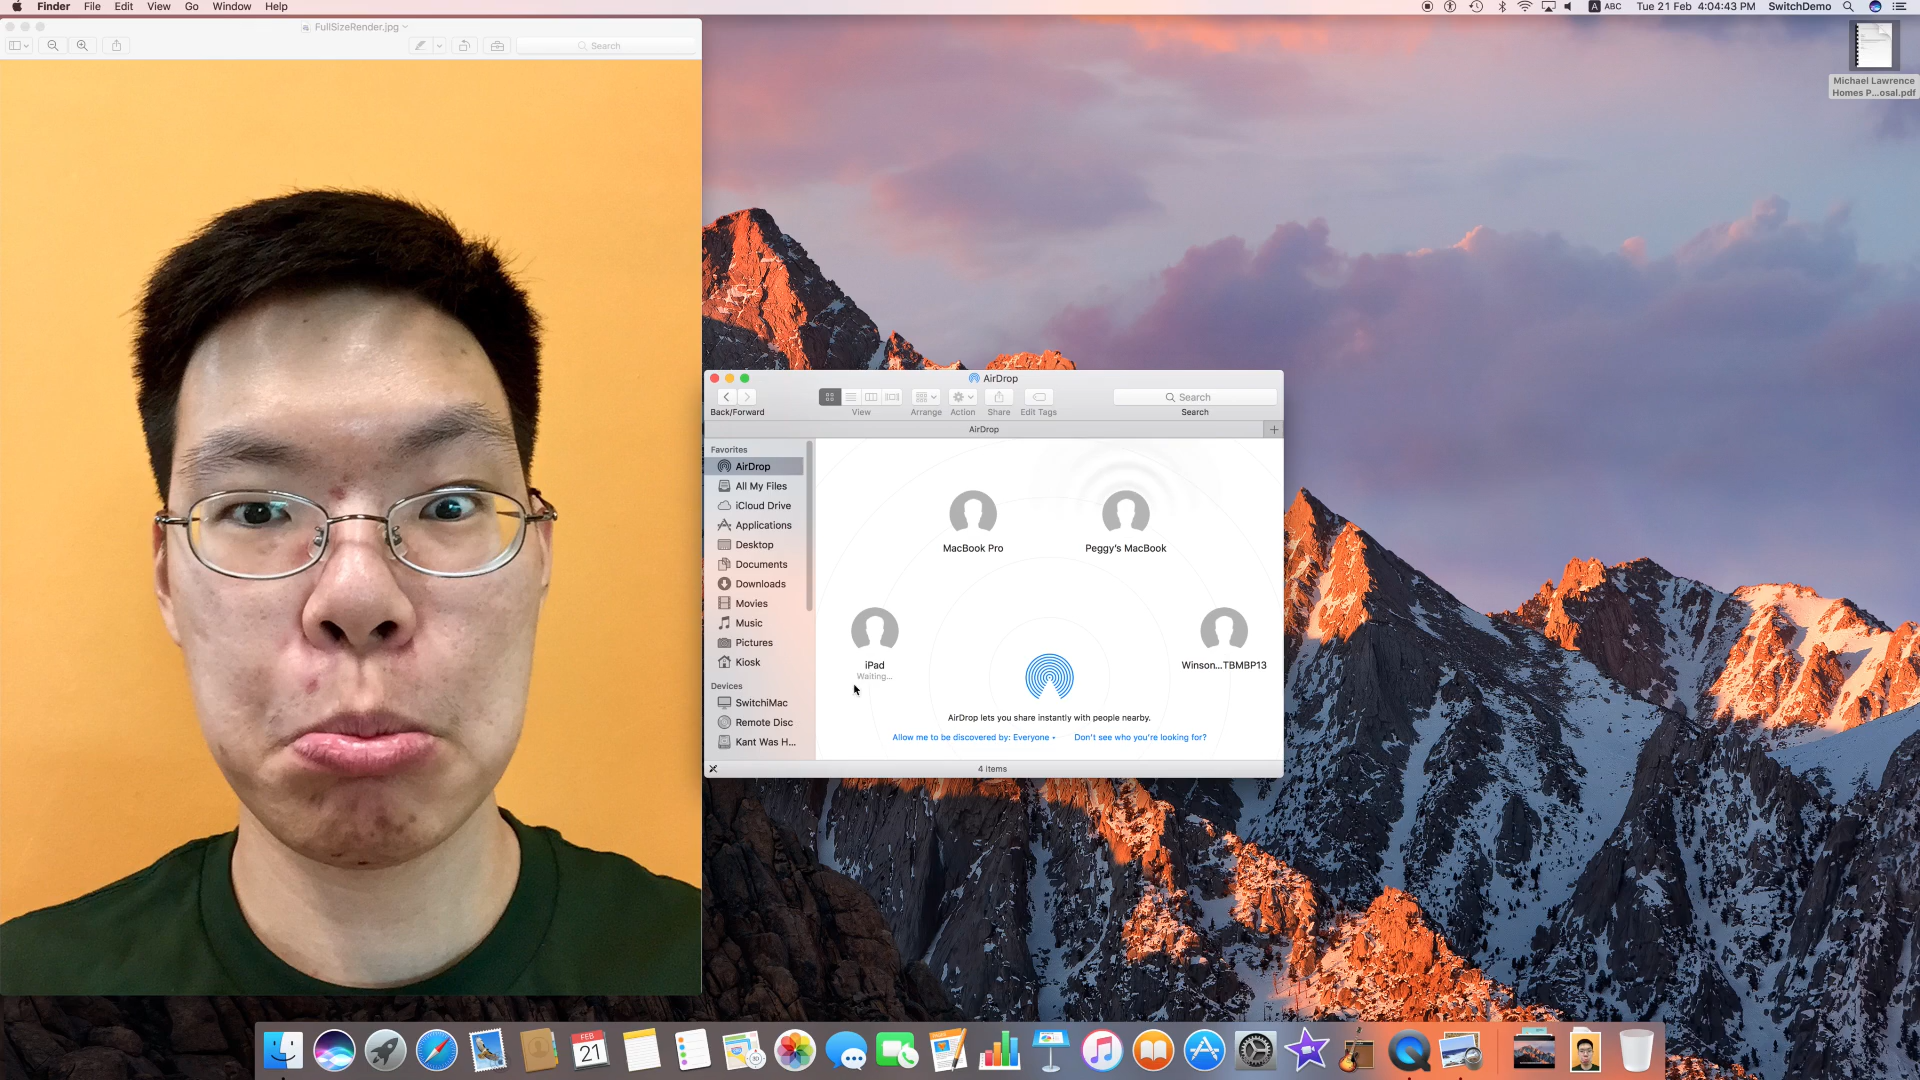 Finder File Edit View Go Window Help
ABC Tue 21 Feb 4:04:43 PM SwitchDemo
FullSizeRender.jpg
Search
Michael Lawrence
Homes P...osal.pdf
AirDrop
Back/Forward View Arrange Action Share Edit Tags Search
Search
AirDrop
Favorites
AirDrop
All My Files
iCloud Drive
Applications
Desktop
Documents
Downloads
Movies
Music
Pictures
Kiosk
Devices
SwitchiMac
Remote Disc
Kant Was H...
MacBook Pro
Peggy's MacBook
iPad
Waiting...
Winson...TBMBP13
AirDrop lets you share instantly with people nearby.
Allow me to be discovered by: Everyone
Don't see who you're looking for?
4 items
FEB
21